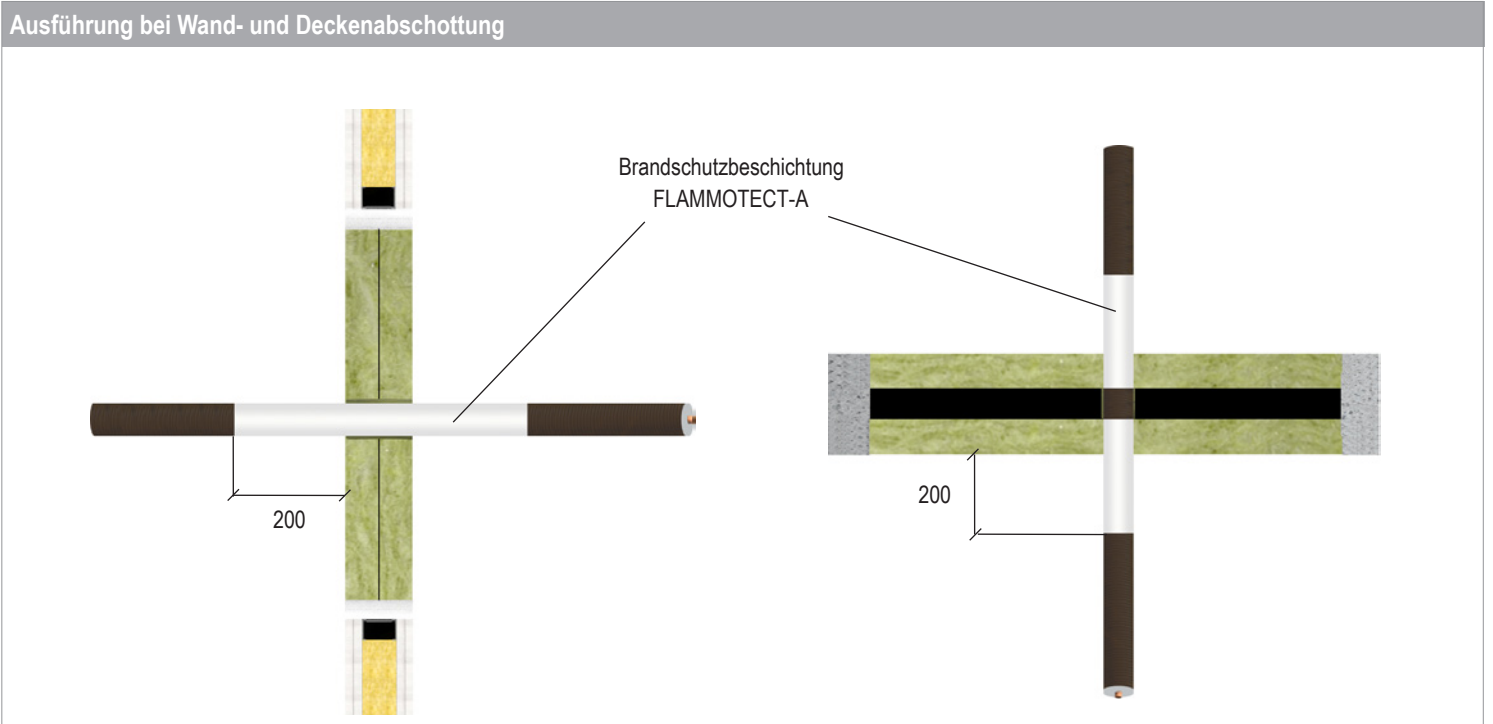 Ausführung bei Wand- und Deckenabschottung
Brandschutzbeschichtung
FLAMMOTECT-A
200
200